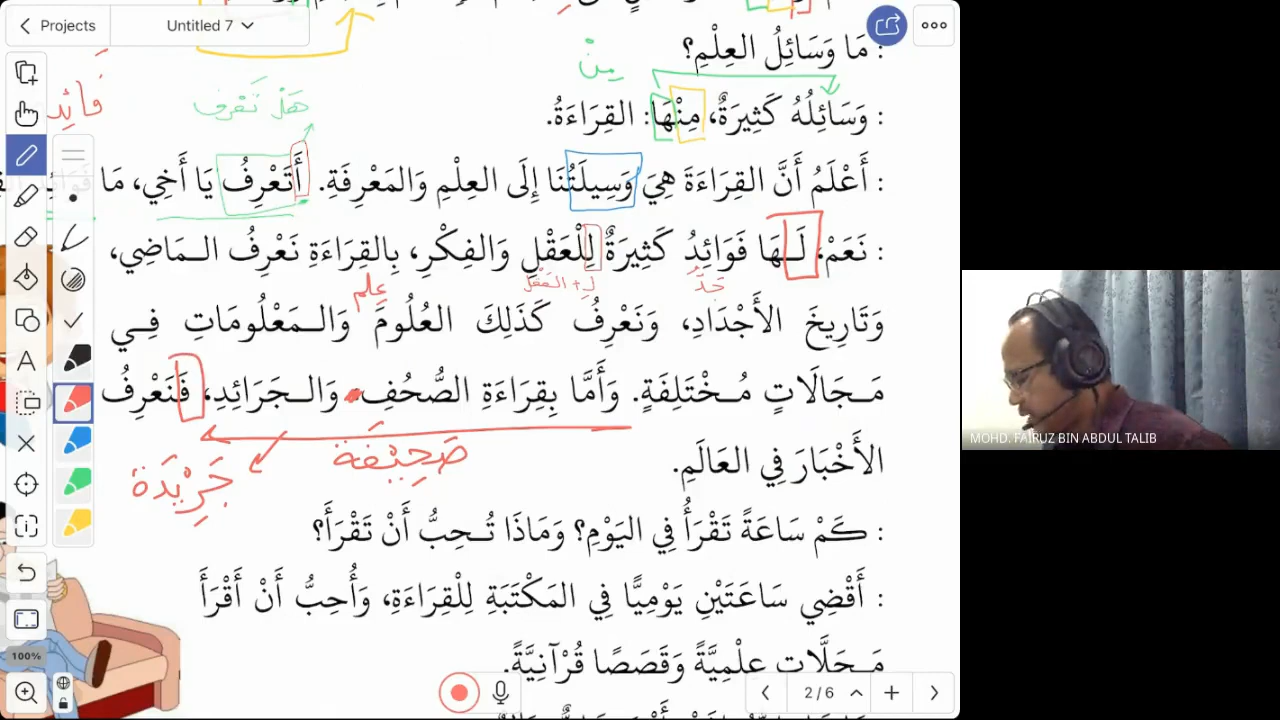 Projects
Untitled 7
: مَا وَسَائِلُ العِلْمِ؟
مِنْ
: وَسَائِلُهُ كَثِيرَةٌ، مِنْهَا: القِرَاءَةُ.
هَلْ تَعْرِف
: أَعْلَمُ أَنَّ القِرَاءَةَ هِيَ وَسِيلَتُنَا إِلَى العِلْمِ وَالمَعْرِفَةِ. أَتَعْرِفُ يَا أَخِي، مَا فَوَائِدُ
: نَعَمْ، لَـهَا فَوَائِدُ كَثِيرَةٌ لِلْعَقْلِ وَالفِكْرِ، بِالقِرَاءَةِ نَعْرِفُ الـمَاضِي،
جَدّ
لِـ + العَقْل
عِلم
وَتَارِيخَ الأَجْدَادِ، وَنَعْرِفُ كَذَلِكَ العُلُومَ وَالـمَعْلُومَاتِ فِـي
مَـجَالَاتٍ مُـخْتَلِفَةٍ. وَأَمَّا بِقِرَاءَةِ الصُّحُفِ وَالـجَرَائِدِ، فَنَعْرِفُ
صَحِيْفَة
جَرِيْدَة
الأَخْبَارَ فِي العَالَمِ.
: كَمْ سَاعَةً تَقْرَأُ فِي اليَوْمِ؟ وَمَاذَا تُـحِبُّ أَنْ تَقْرَأَ؟
: أَقْضِي سَاعَتَيْنِ يَوْمِيًّا فِي المَكْتَبَةِ لِلْقِرَاءَةِ، وَأُحِبُّ أَنْ أَقْرَأَ
مَـجَلَّاتٍ عِلْمِيَّةً وَقَصَصًا قُرْآنِيَّةً.
100%
2/6
MOHD. FAIRUZ BIN ABDUL TALIB